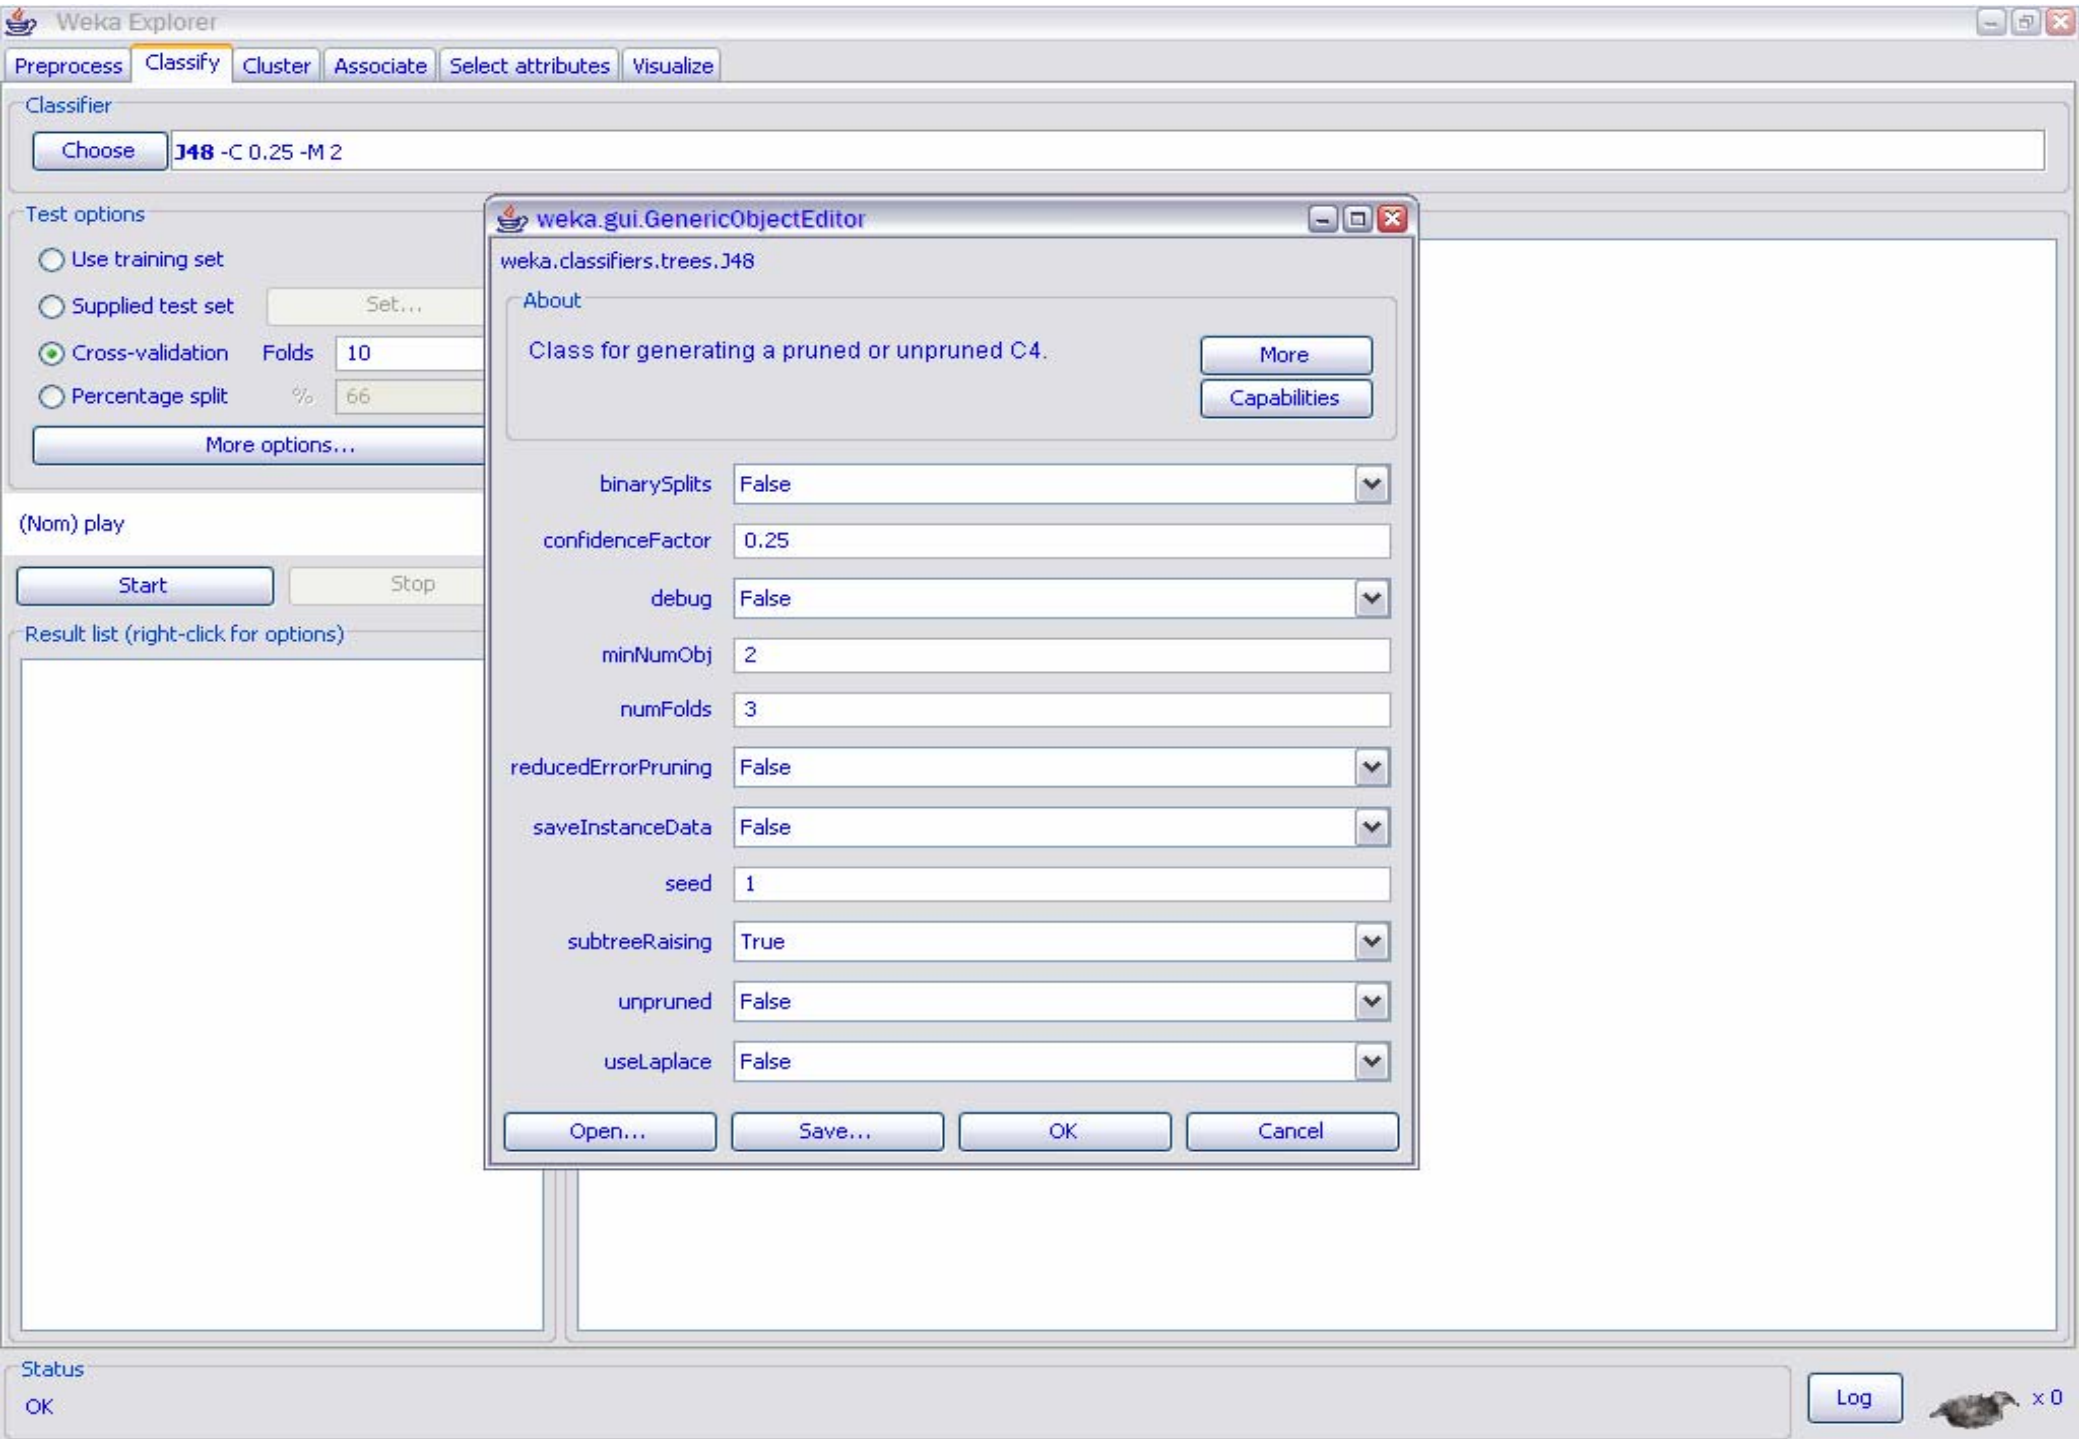 Weka Explorer
Preprocess Classify Cluster Associate Select attributes Visualize
Classifier
Choose J48 -C 0.25 -M 2
Test options
Use training set
Supplied test set Set...
Cross-validation Folds 10
Percentage split % 66
More options...
(Nom) play
Start Stop
Result list (right-click for options)
weka.gui.GenericObjectEditor
weka.classifiers.trees.J48
About
Class for generating a pruned or unpruned C4.
More
Capabilities
binarySplits False
confidenceFactor 0.25
debug False
minNumObj 2
numFolds 3
reducedErrorPruning False
saveInstanceData False
seed 1
subtreeRaising True
unpruned False
useLaplace False
Open... Save... OK Cancel
Status
OK
Log x 0